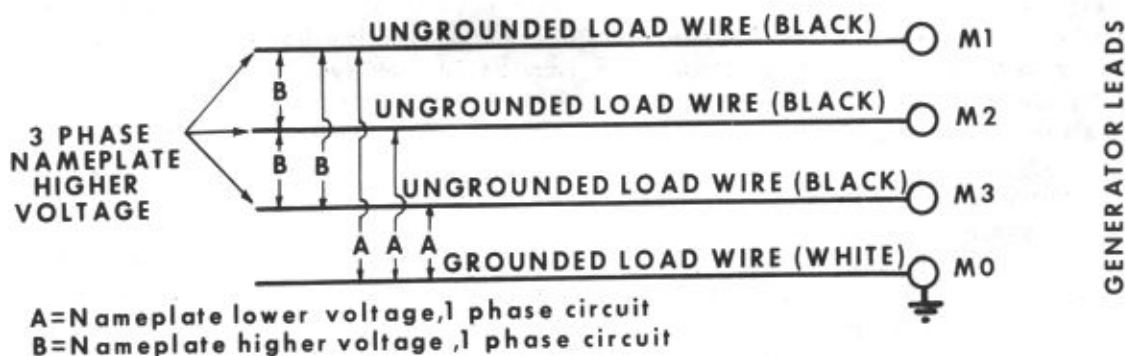 UNGROUNDED LOAD WIRE (BLACK)
M1
B
UNGROUNDED LOAD WIRE (BLACK)
M2
3 PHASE
NAMEPLATE
HIGHER
VOLTAGE
B
B
UNGROUNDED LOAD WIRE (BLACK)
M3
A
A
A
GROUNDED LOAD WIRE (WHITE)
M0
GENERATOR LEADS
A=Nameplate lower voltage,1 phase circuit
B=Nameplate higher voltage ,1 phase circuit